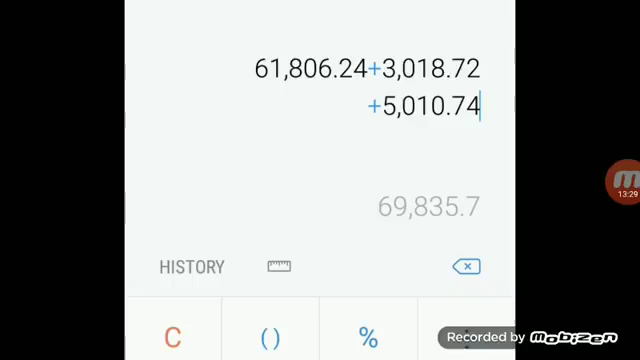 61,806.24+3,018.72
+5,010.74
69,835.7
13:29
HISTORY
C
( )
%
Recorded by mobizen